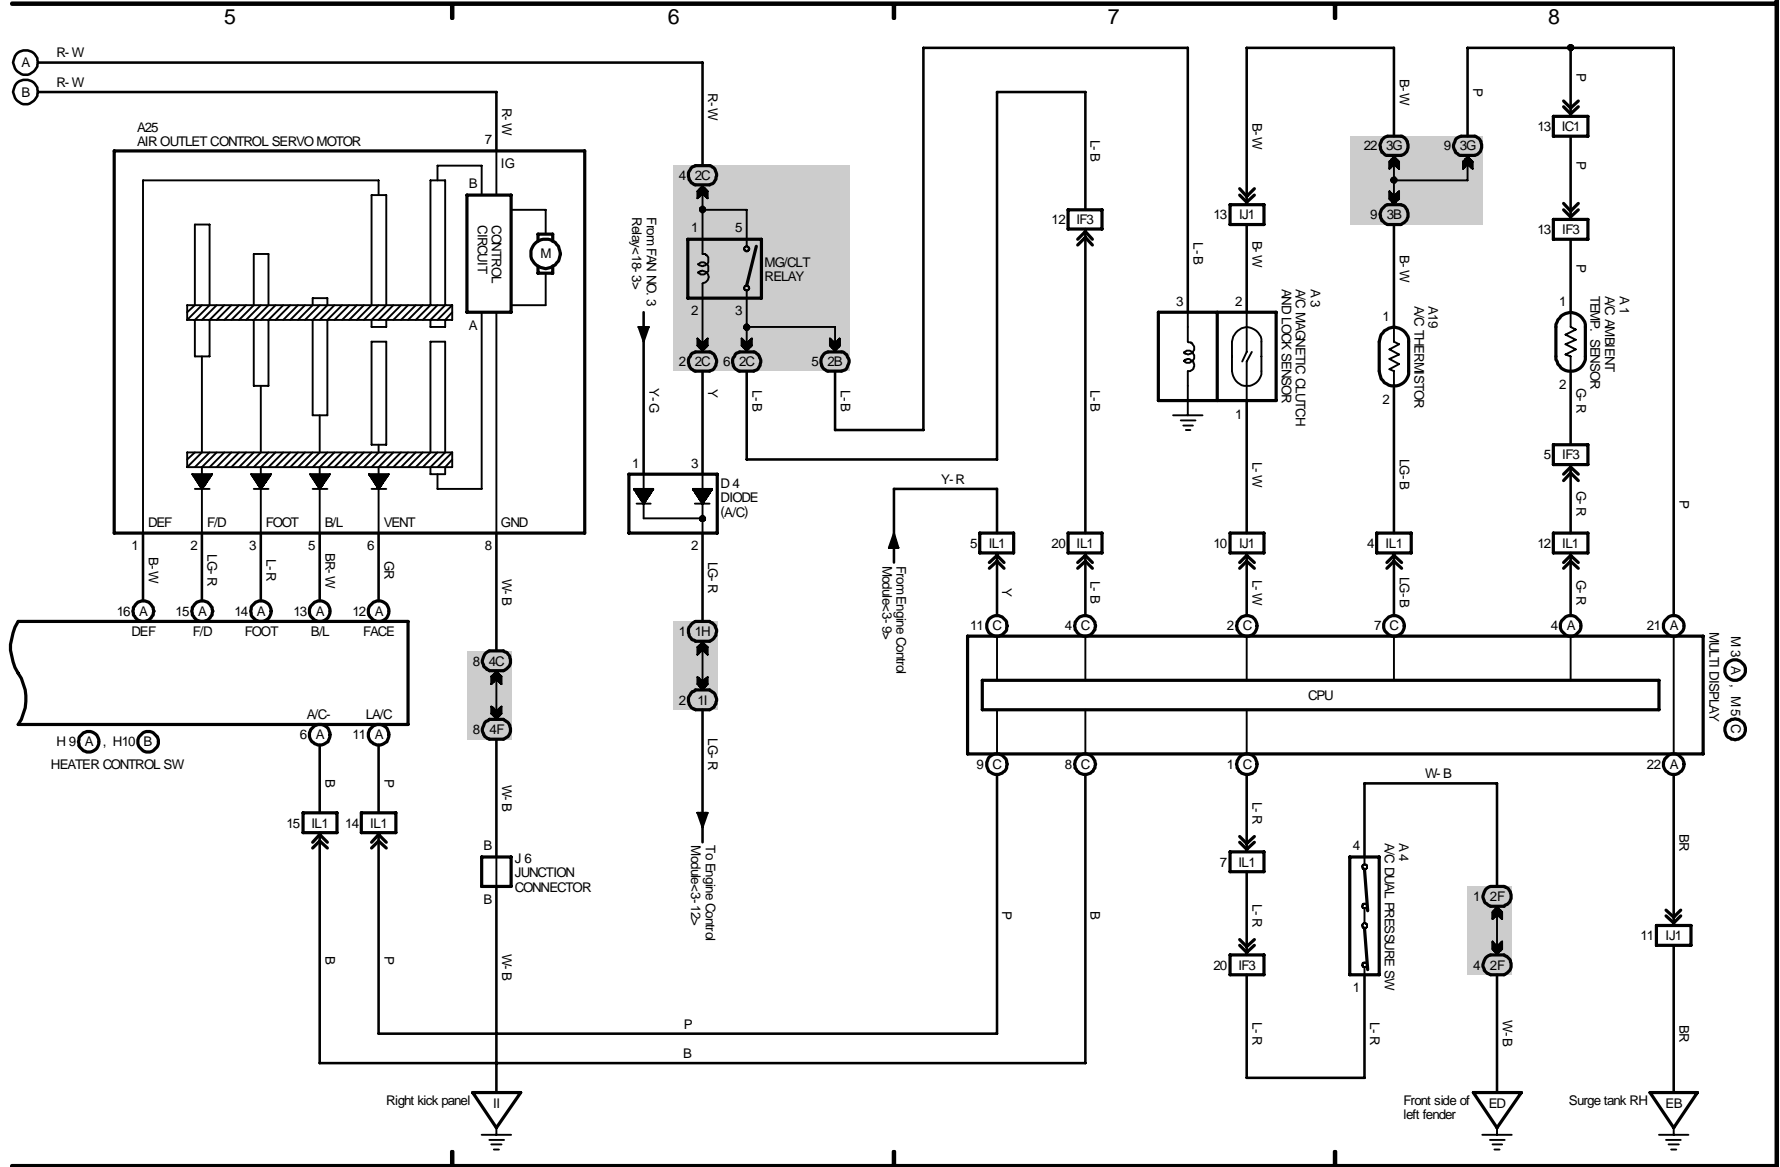 5
6
7
8
A
R-W
B
R-W
A25
AIR OUTLET CONTROL SERVO MOTOR
7
R-W
IG
B
CONTROL
CIRCUIT
M
A
DEF
F/D
FOOT
B/L
VENT
GND
1
2
3
5
6
8
B-W
LG-R
L-R
BR-W
GR
W-B
16 A
15 A
14 A
13 A
12 A
DEF
F/D
FOOT
B/L
FACE
A/C-
LA/C
6 A
11 A
H 9 A , H10 B
HEATER CONTROL SW
B
P
15 IL1
14 IL1
B
P
8 4C
8 4F
W-B
B
J 6
JUNCTION
CONNECTOR
B
W-B
Right kick panel
II
R-W
4 2C
1
5
MG/CLT
RELAY
2
3
2 2C
6 2C
5 2B
From FAN NO. 3
Relay<18-3>
Y-G
Y
L-B
L-B
1
3
D 4
DIODE
(A/C)
2
LG-R
1 1H
2 1I
LG-R
To Engine Control
Module<3-12>
P
B
L-B
12 IF3
L-B
Y-R
From Engine Control
Module<3-9>
5 IL1
20 IL1
Y
L-B
L-B
3
B-W
13 IJ1
B-W
2
A 3
A/C MAGNETIC CLUTCH
AND LOCK SENSOR
1
L-W
10 IJ1
L-W
B-W
P
22 3G
9 3G
9 3B
B-W
1
A19
A/C THERMISTOR
2
LG-B
4 IL1
LG-B
P
13 IC1
P
13 IF3
P
1
A 1
A/C AMBIENT
TEMP. SENSOR
2
G-R
5 IF3
G-R
12 IL1
G-R
P
11 C
4 C
2 C
7 C
4 A
21 A
CPU
M 3 A , M 5 C
MULTI DISPLAY
9 C
8 C
1 C
22 A
P
B
L-R
7 IL1
L-R
20 IF3
L-R
L-R
W-B
4
A 4
A/C DUAL PRESSURE SW
1
1 2F
4 2F
W-B
Front side of
left fender
ED
BR
11 IJ1
BR
Surge tank RH
EB